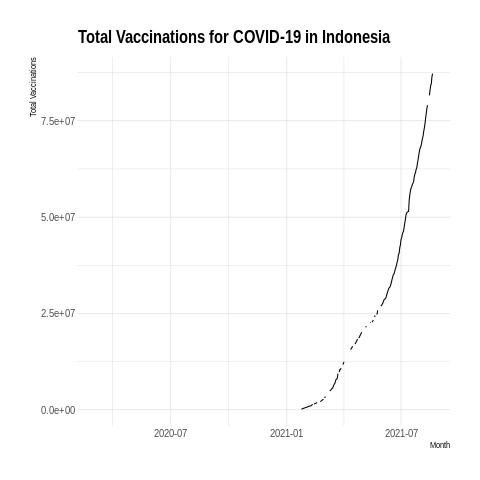 Total Vaccinations for COVID-19 in Indonesia
Total Vaccinations
7.5e+07
5.0e+07
2.5e+07
0.0e+00
2020-07
2021-01
2021-07
Month